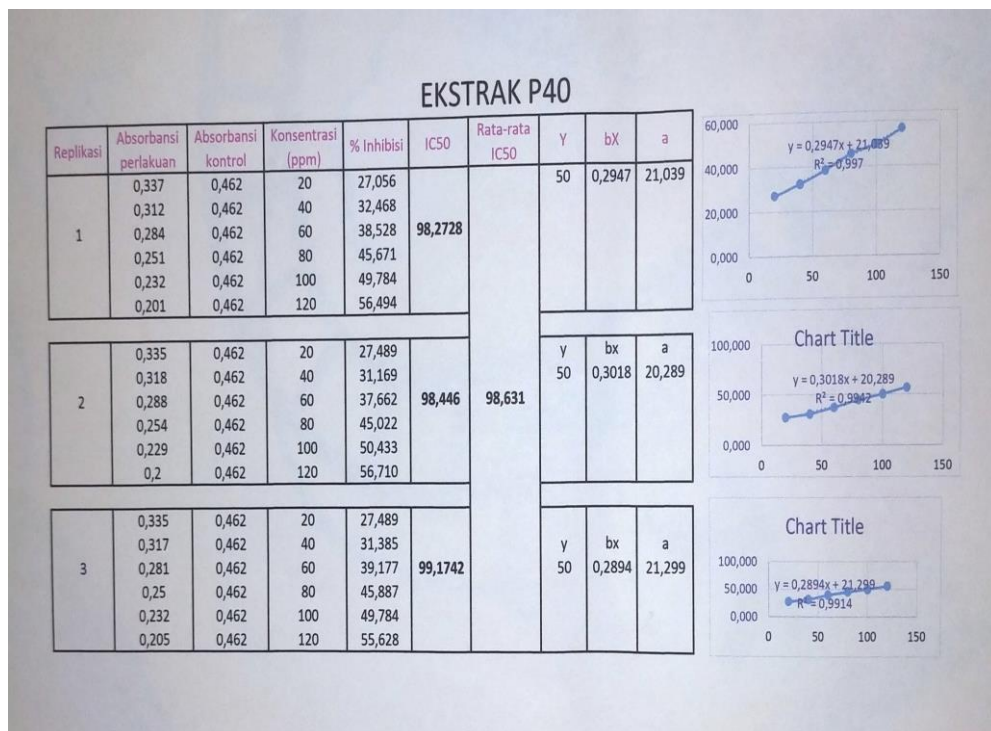 EKSTRAK P40
Replikasi Absorbansi perlakuan Absorbansi kontrol Konsentrasi (ppm) % Inhibisi IC50 Rata-rata IC50 Y bX a
0,337 0,462 20 27,056 50 0,2947 21,039
0,312 0,462 40 32,468
1 0,284 0,462 60 38,528 98,2728
0,251 0,462 80 45,671
0,232 0,462 100 49,784
0,201 0,462 120 56,494
0,335 0,462 20 27,489 y bx a
0,318 0,462 40 31,169 50 0,3018 20,289
2 0,288 0,462 60 37,662 98,446 98,631
0,254 0,462 80 45,022
0,229 0,462 100 50,433
0,2 0,462 120 56,710
0,335 0,462 20 27,489
0,317 0,462 40 31,385 y bx a
3 0,281 0,462 60 39,177 99,1742 50 0,2894 21,299
0,25 0,462 80 45,887
0,232 0,462 100 49,784
0,205 0,462 120 55,628
60,000
y = 0,2947x + 21,039
R² = 0,997
40,000
20,000
0,000
0 50 100 150
Chart Title
100,000
y = 0,3018x + 20,289
R² = 0,9942
50,000
0,000
0 50 100 150
Chart Title
100,000
y = 0,2894x + 21,299
50,000
R² = 0,9914
0,000
0 50 100 150